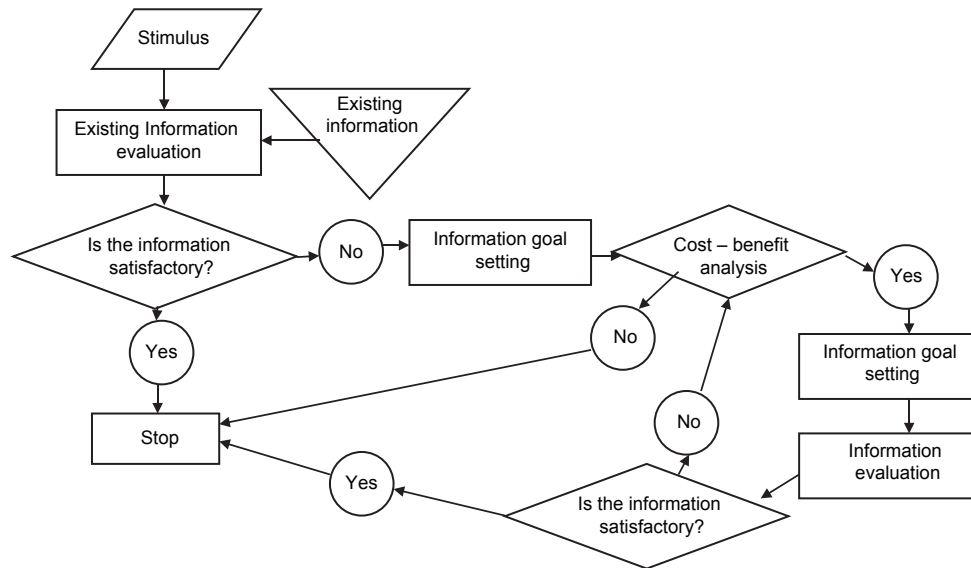 Stimulus
Existing
information
Existing Information
evaluation
Is the information
satisfactory?
No
Information goal
setting
Cost – benefit
analysis
Yes
No
Yes
Information goal
setting
No
Stop
Information
evaluation
Yes
Is the information
satisfactory?